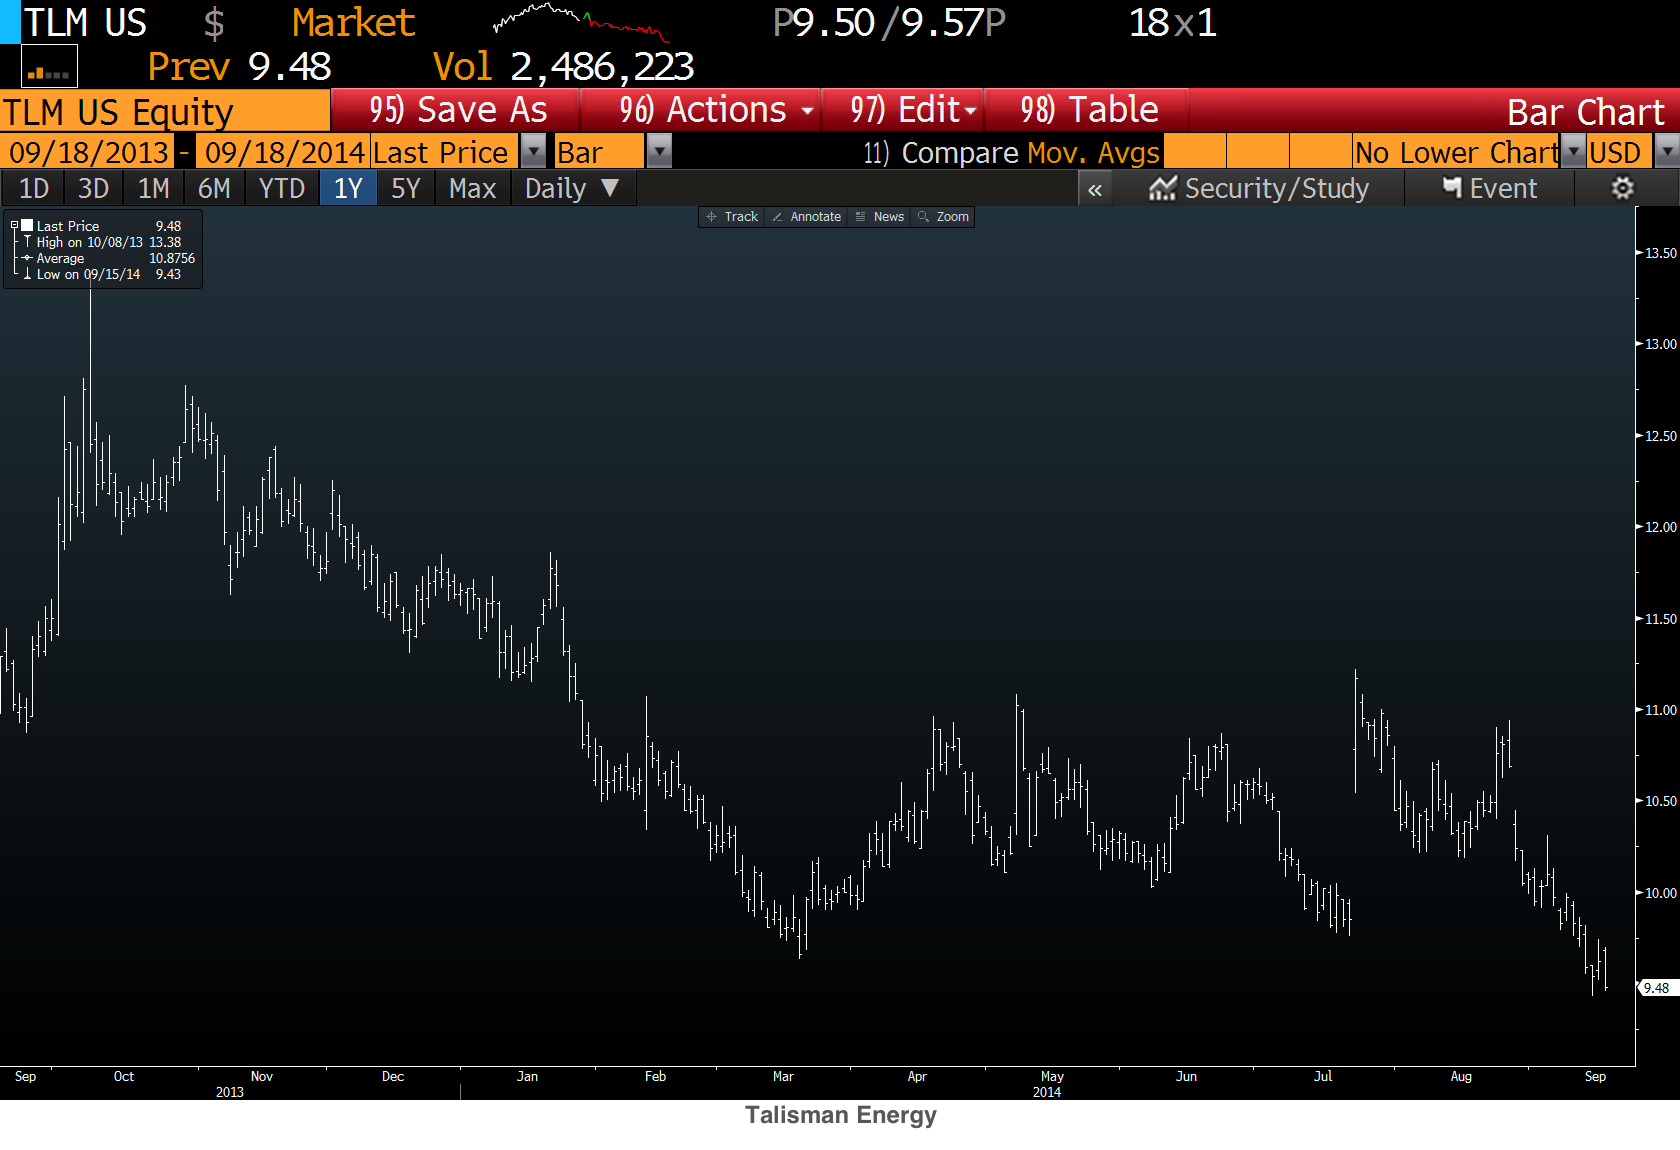 TLM US $ Market P9.50/9.57P 18x1
Prev 9.48 Vol 2,486,223
TLM US Equity 95) Save As 96) Actions 97) Edit 98) Table Bar Chart
09/18/2013 - 09/18/2014 Last Price Bar 11) Compare Mov. Avgs No Lower Chart USD
1D 3D 1M 6M YTD 1Y 5Y Max Daily ▼ « Security/Study Event
Track Annotate News Zoom
Last Price 9.48
High on 10/08/13 13.38
Average 10.8756
Low on 09/15/14 9.43
13.50
13.00
12.50
12.00
11.50
11.00
10.50
10.00
9.48
Sep Oct Nov Dec Jan Feb Mar Apr May Jun Jul Aug Sep
2013 2014
Talisman Energy